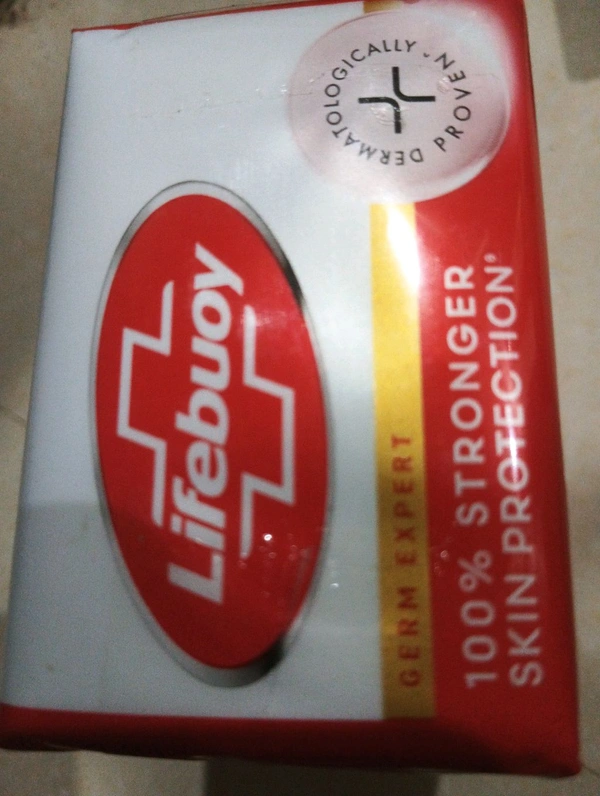 Lifebuoy
DERMATOLOGICALLY PROVEN
GERM EXPERT
100% STRONGER
SKIN PROTECTION°